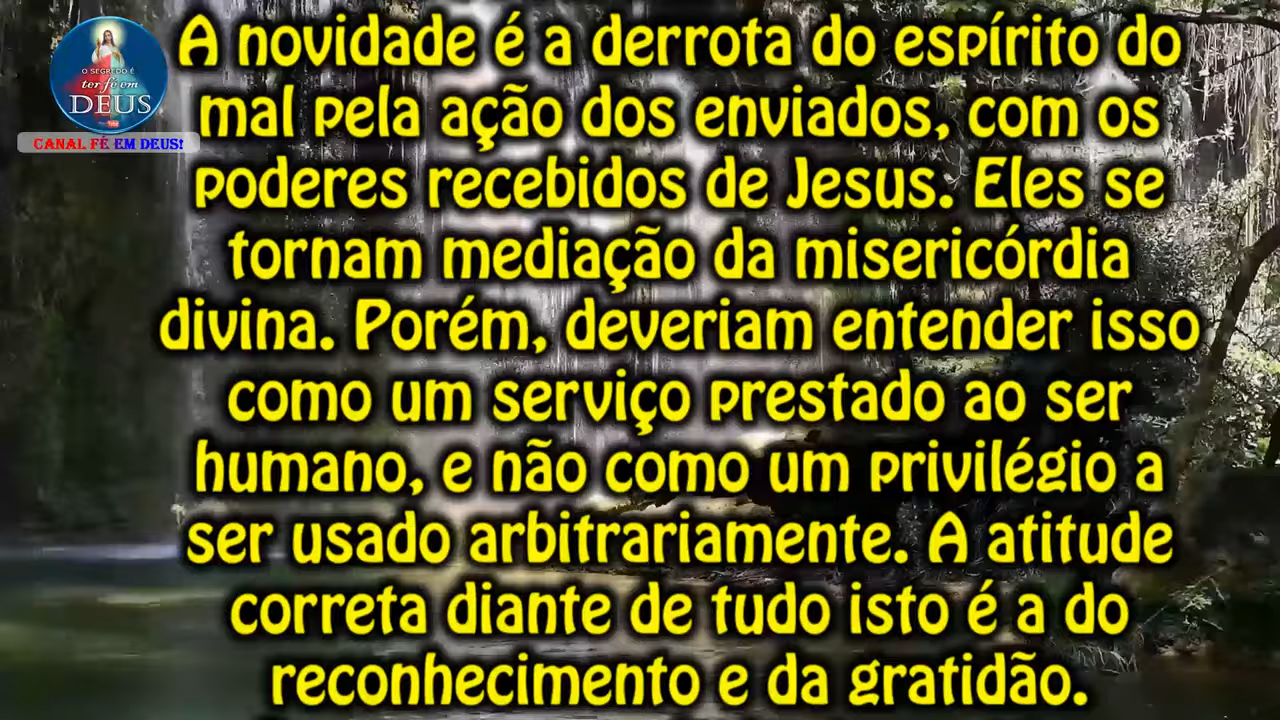 O SEGREDO É
ter fé em
DEUS
CANAL FÉ EM DEUS!
A novidade é a derrota do espírito do
mal pela ação dos enviados, com os
poderes recebidos de Jesus. Eles se
tornam mediação da misericórdia
divina. Porém, deveriam entender isso
como um serviço prestado ao ser
humano, e não como um privilégio a
ser usado arbitrariamente. A atitude
correta diante de tudo isto é a do
reconhecimento e da gratidão.